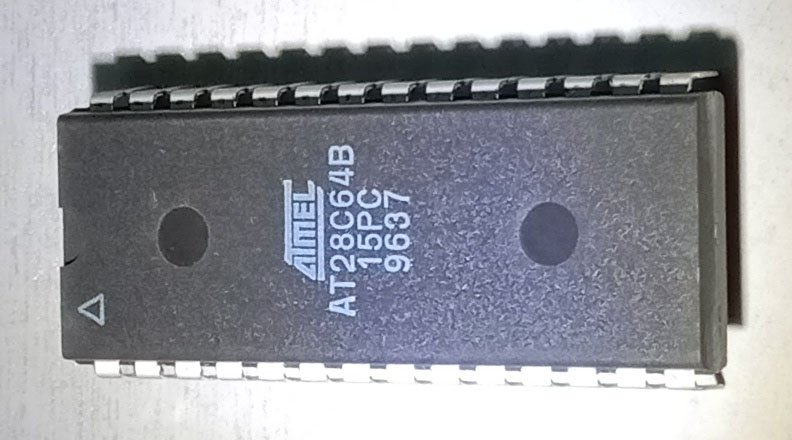 ATMEL
AT28C64B
15PC
9637